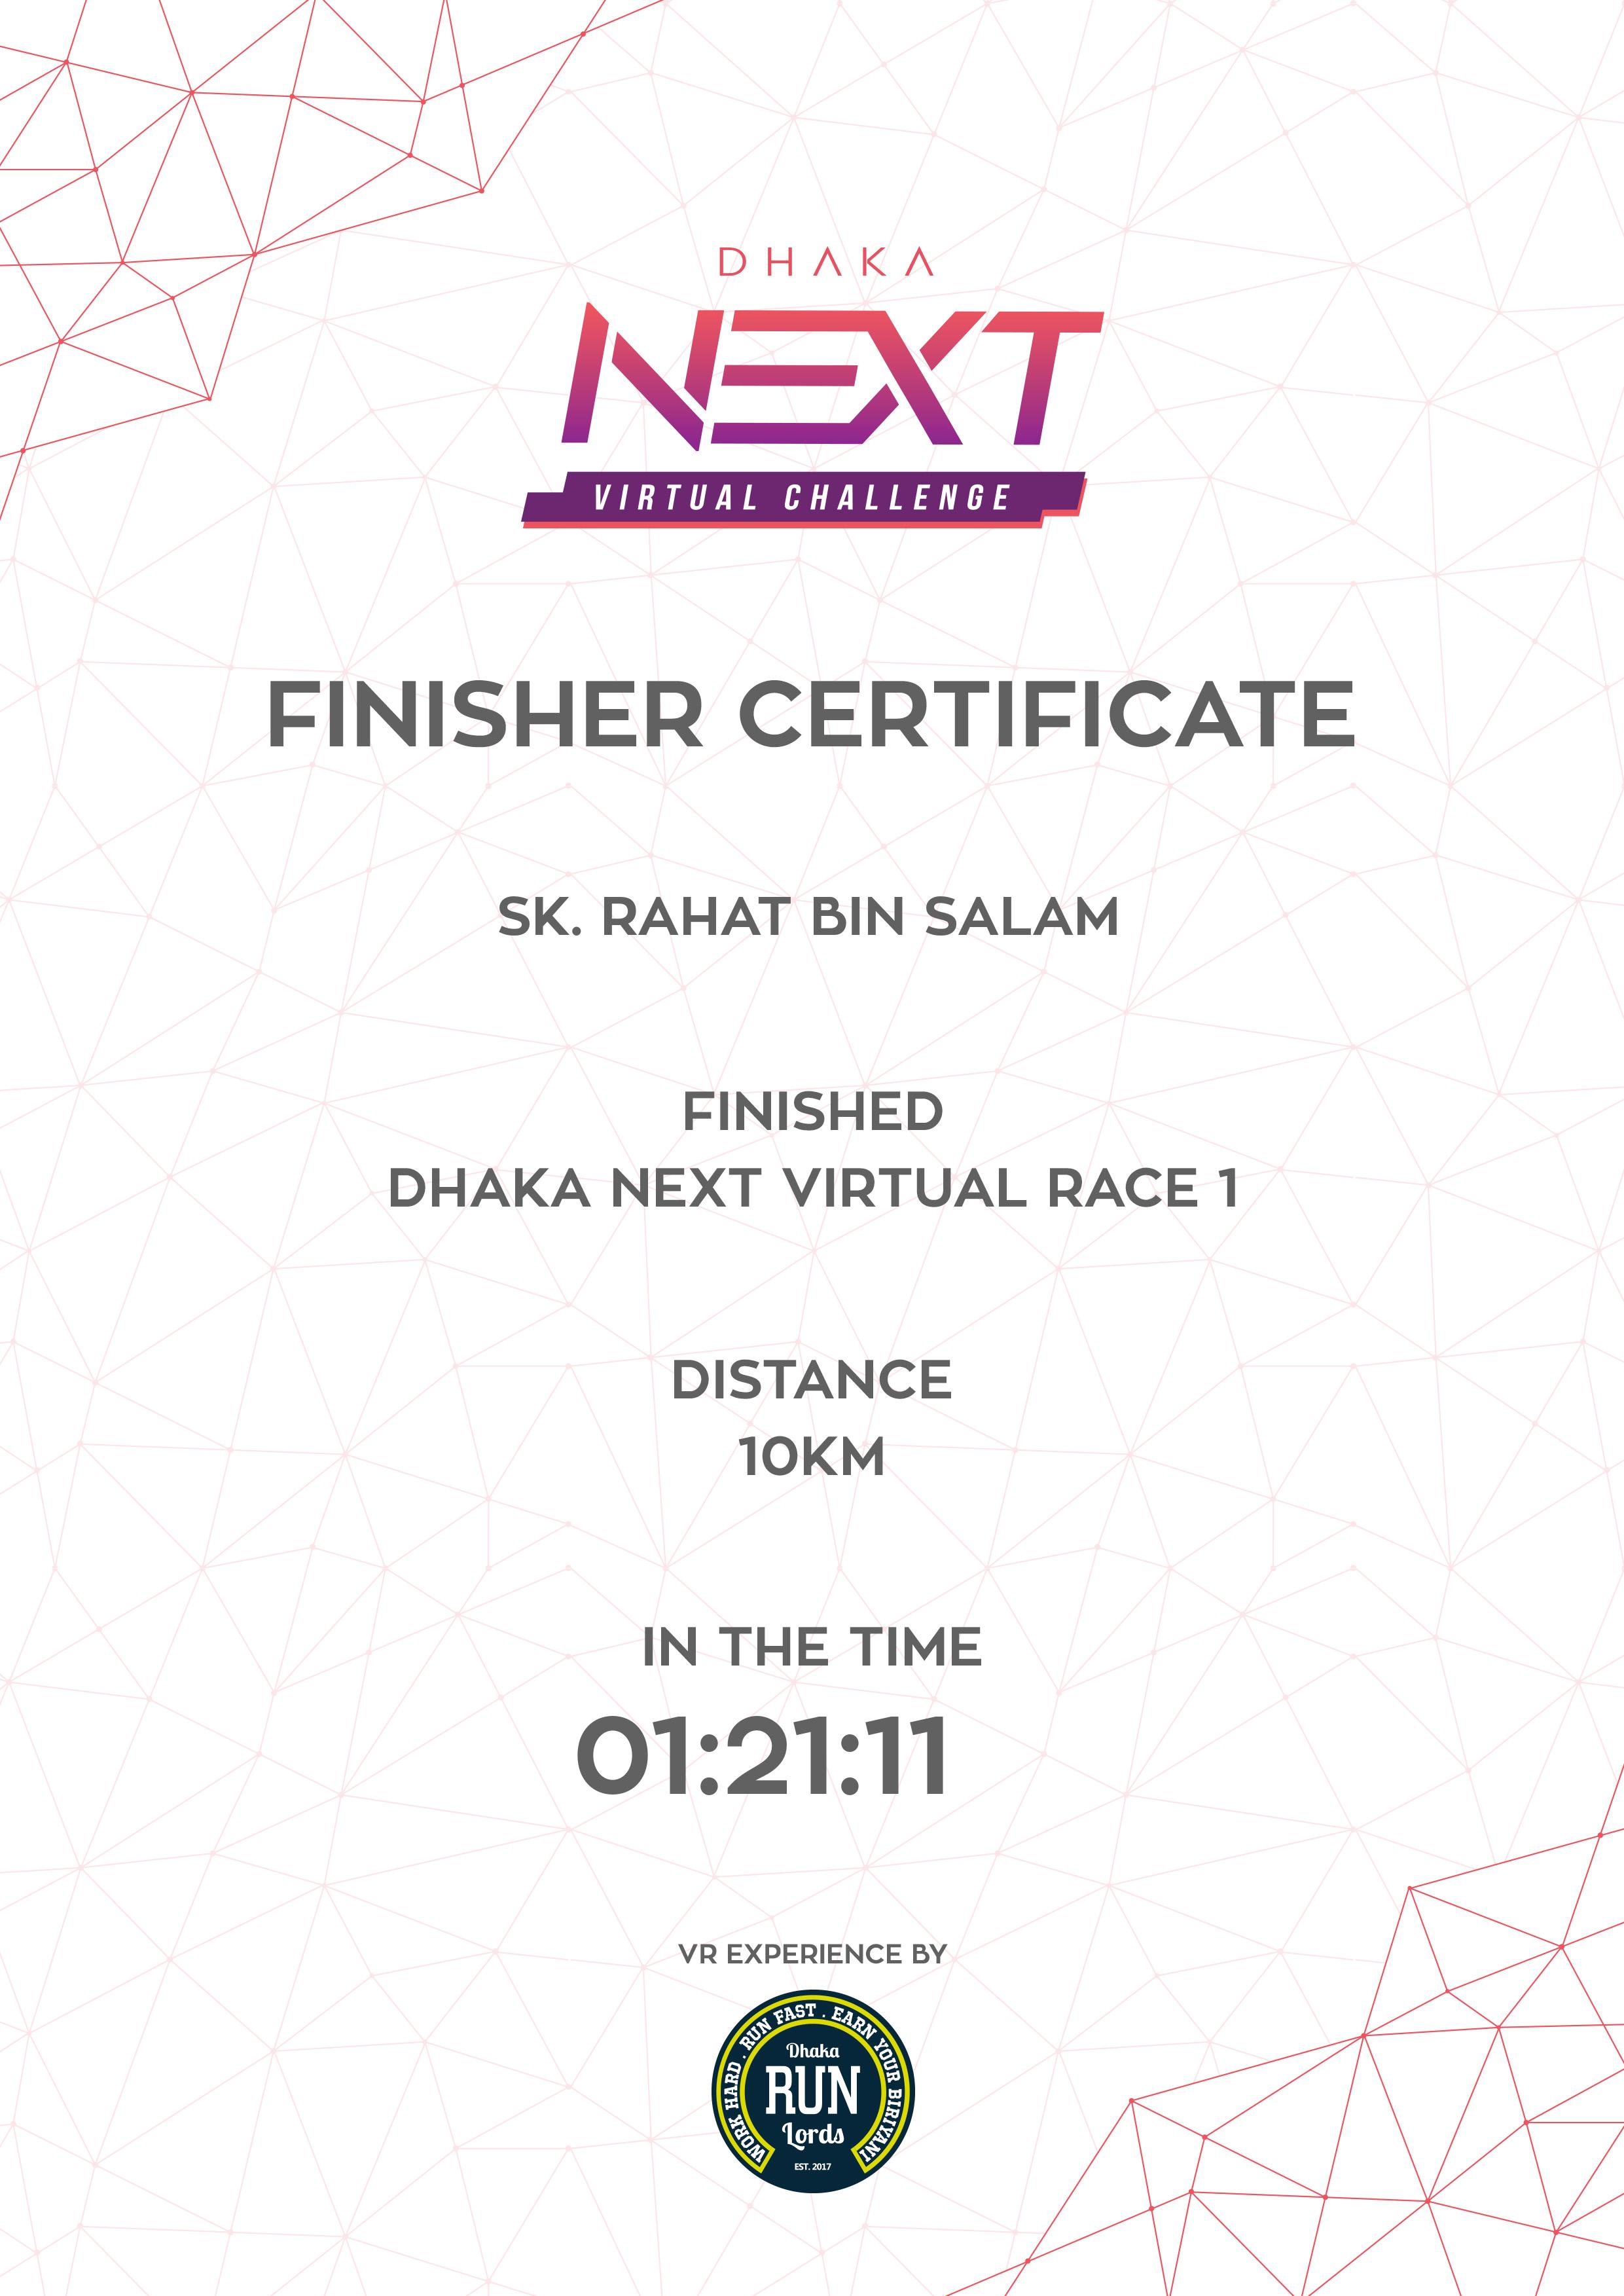 DHAKA
NEXT
VIRTUAL CHALLENGE
FINISHER CERTIFICATE
SK. RAHAT BIN SALAM
FINISHED
DHAKA NEXT VIRTUAL RACE 1
DISTANCE
10KM
IN THE TIME
01:21:11
VR EXPERIENCE BY
WORK HARD . RUN FAST . EARN YOUR BIRIYANI
Dhaka
RUN
Lords
EST. 2017